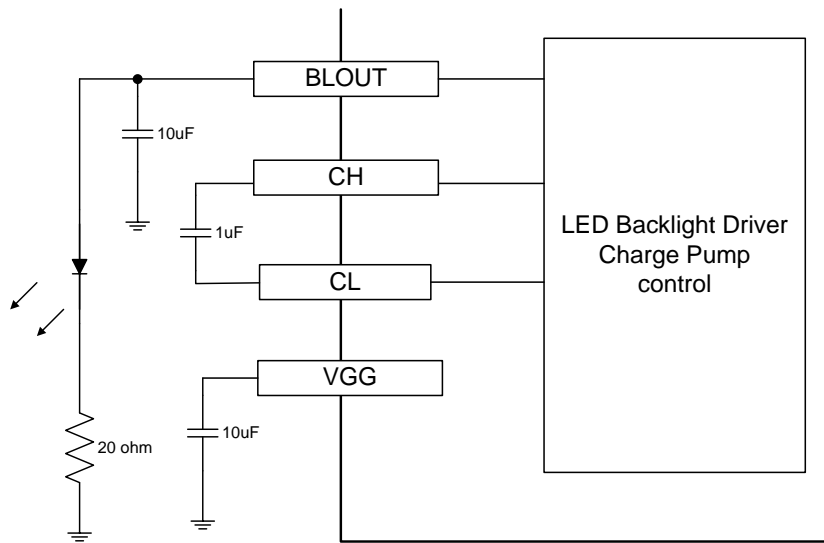 BLOUT
10uF
CH
1uF
CL
LED Backlight Driver
Charge Pump
control
VGG
10uF
20 ohm